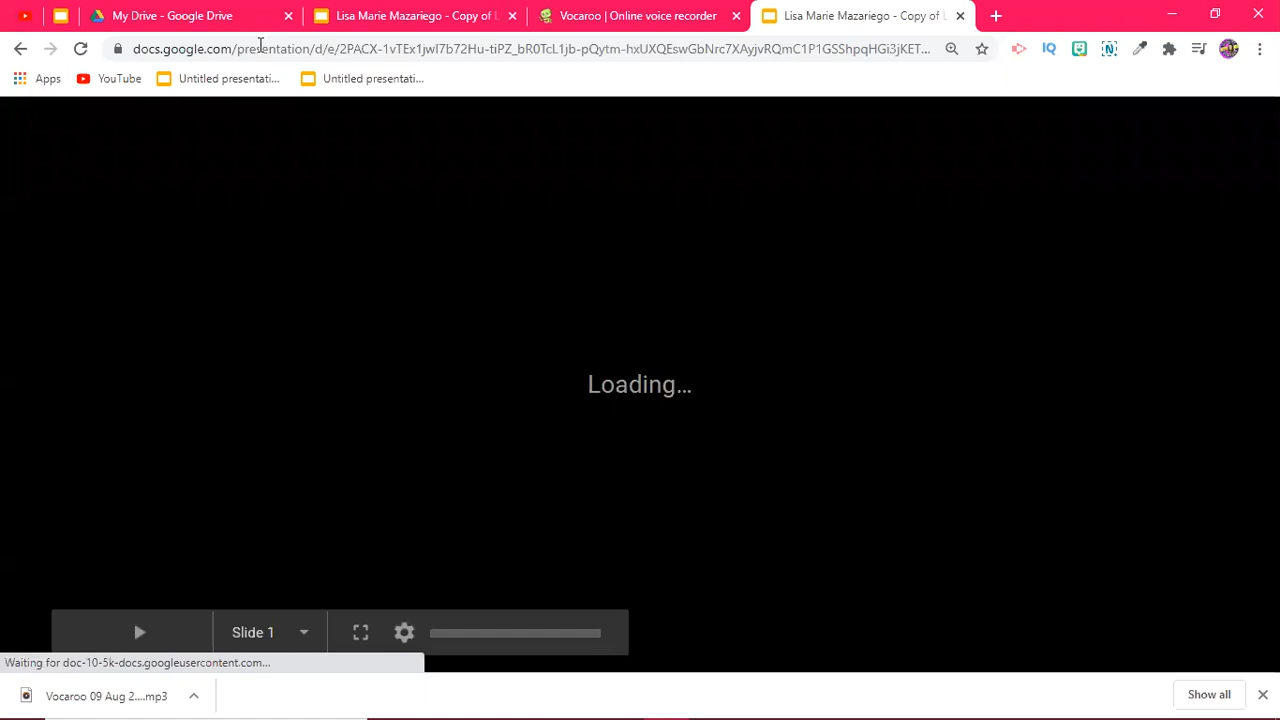 My Drive - Google Drive
Lisa Marie Mazariego - Copy of L
Vocaroo | Online voice recorder
Lisa Marie Mazariego - Copy of L
docs.google.com/presentation/d/e/2PACX-1vTEx1jwI7b72Hu-tiPZ_bR0TcL1jb-pQytm-hxUXQEswGbNrc7XAyjvRQmC1P1GSShpqHGi3jKET...
Apps
YouTube
Untitled presentati...
Untitled presentati...
Loading...
Slide 1
Waiting for doc-10-5k-docs.googleusercontent.com...
Vocaroo 09 Aug 2....mp3
Show all